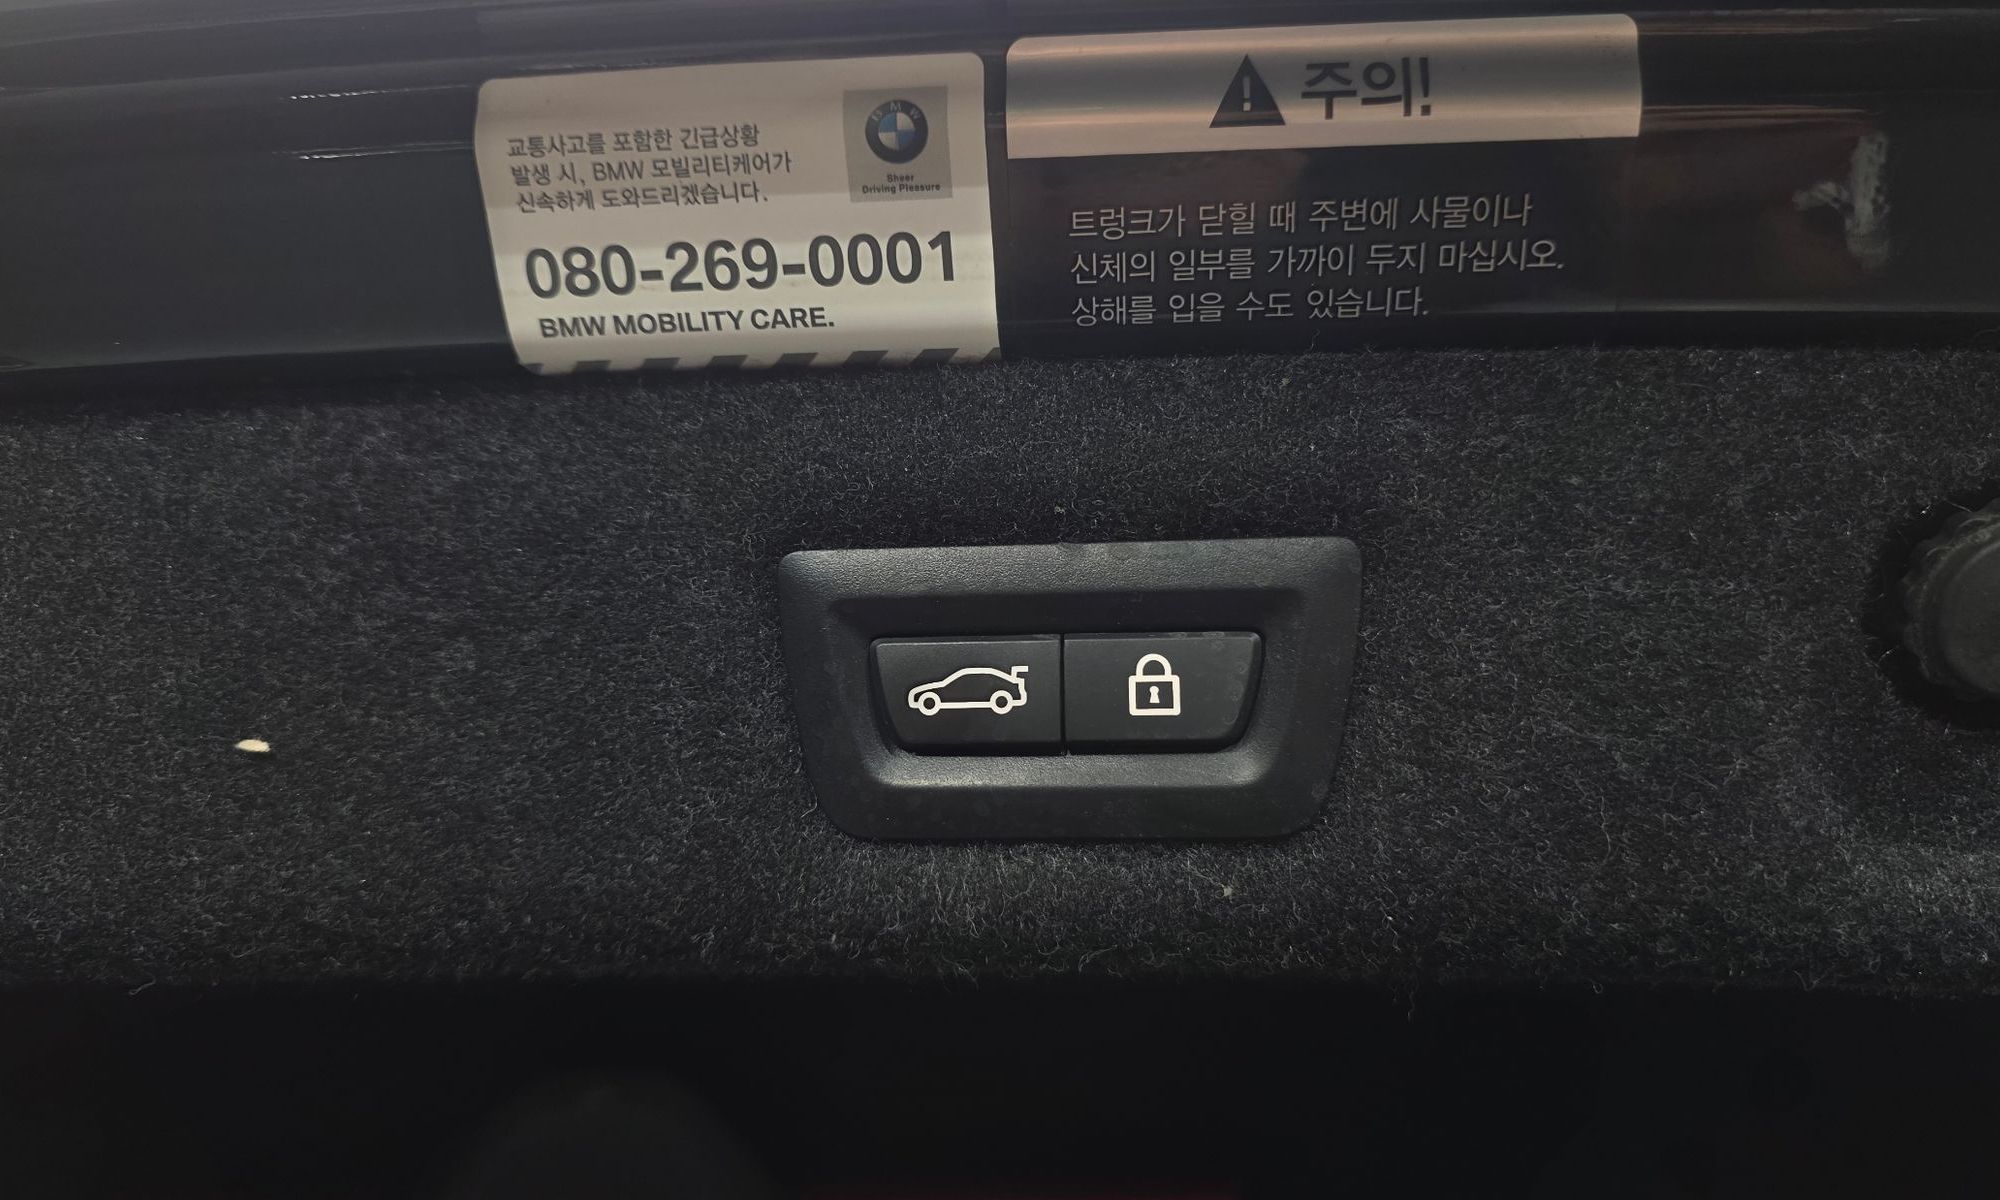 교통사고를 포함한 긴급상황
발생 시, BMW 모빌리티케어가
신속하게 도와드리겠습니다.
BMW
Sheer
Driving Pleasure
080-269-0001
BMW MOBILITY CARE.
주의!
트렁크가 닫힐 때 주변에 사물이나
신체의 일부를 가까이 두지 마십시오.
상해를 입을 수도 있습니다.